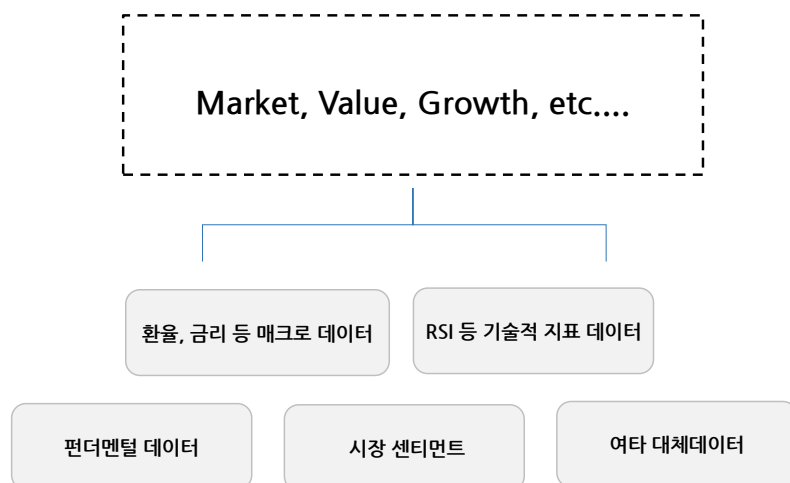 Market, Value, Growth, etc....
환율, 금리 등 매크로 데이터
RSI 등 기술적 지표 데이터
펀더멘털 데이터
시장 센티먼트
여타 대체데이터